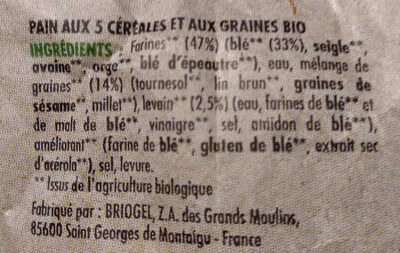 PAIN AUX 5 CÉRÉALES ET AUX GRAINES BIO
INGRÉDIENTS : Farines** (47%) (blé** (33%), seigle**,
avoine**, orge**, blé d'épeautre**), eau, mélange de
graines** (14%) (tournesol**, lin brun**, graines de
sésame**, millet**), levain** (2,5%) (eau, farines de blé** et
de malt de blé**, vinaigre**, sel, amidon de blé**),
améliorant** (farine de blé**, gluten de blé**, extrait sec
d'acérola**), sel, levure.
** Issus de l'agriculture biologique
Fabriqué par : BRIOGEL, Z.A. des Grands Moulins,
85600 Saint Georges de Montaigu - France